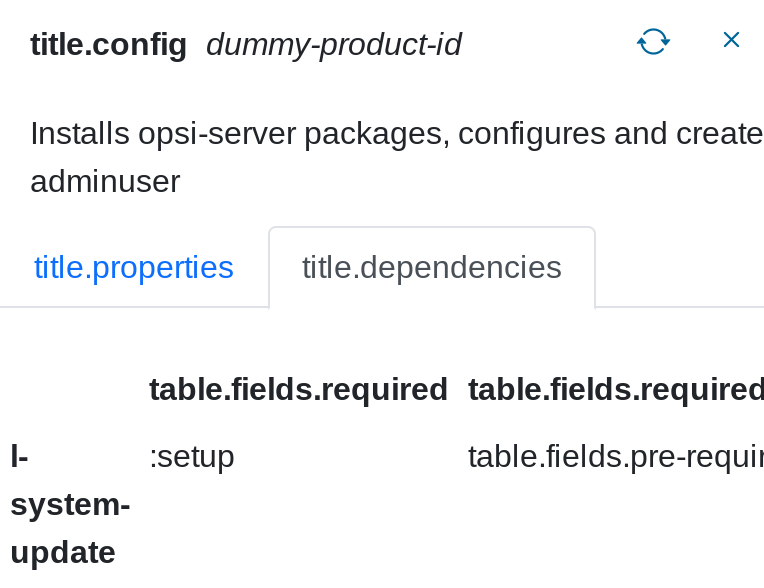 title.config dummy-product-id
Installs opsi-server packages, configures and create
adminuser
title.properties title.dependencies
table.fields.required table.fields.required
l- :setup table.fields.pre-requir
system-
update